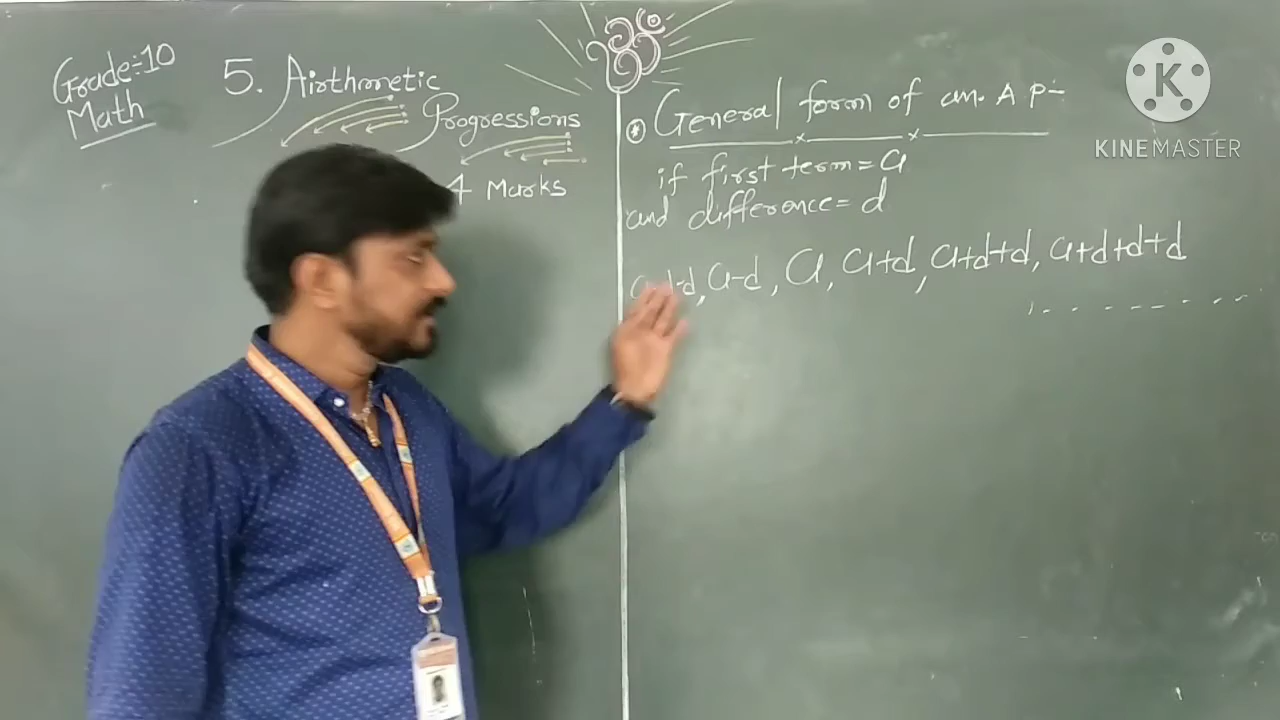 Grade:-10
Math
5. Airthmetic
Progressions
4 Marks
General form of an A P:-
if first term = a
and difference = d
a-d, a, a+d, a+d+d, a+d+d+d
, - - - - - - - -
K
KINEMASTER